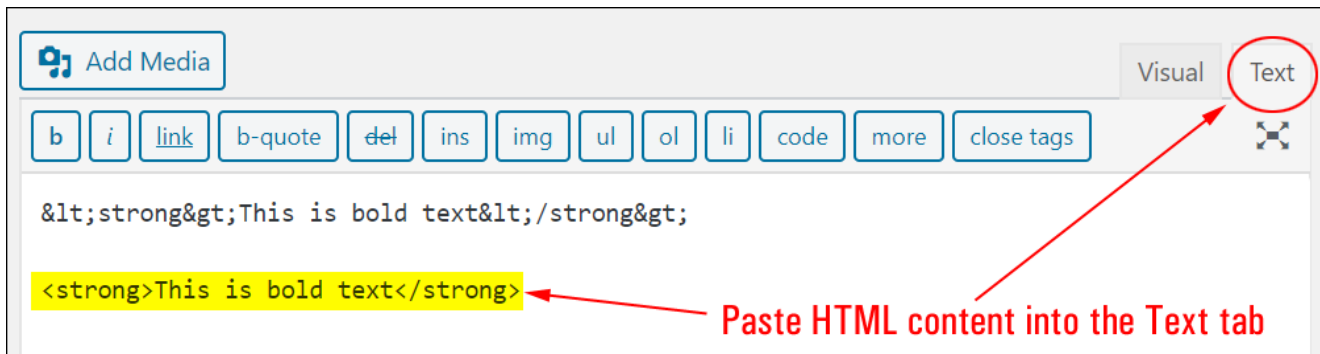 Add Media
Visual Text
b i link b-quote del ins img ul ol li code more close tags
&lt;strong&gt;This is bold text&lt;/strong&gt;
<strong>This is bold text</strong>
Paste HTML content into the Text tab